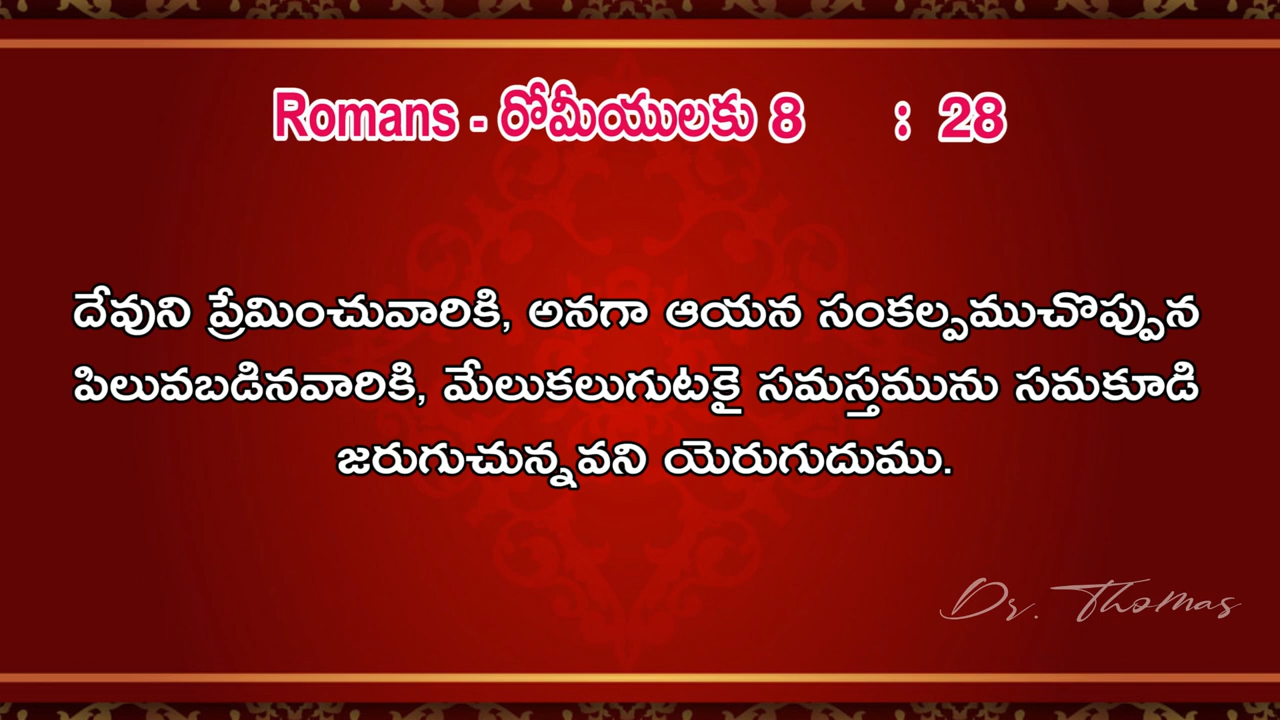 Romans - రోమీయులకు 8 : 28
దేవుని ప్రేమించువారికి, అనగా ఆయన సంకల్పముచొప్పున
పిలువబడినవారికి, మేలుకలుగుటకై సమస్తమును సమకూడి
జరుగుచున్నవని యెరుగుదుము.
Dr. Thomas